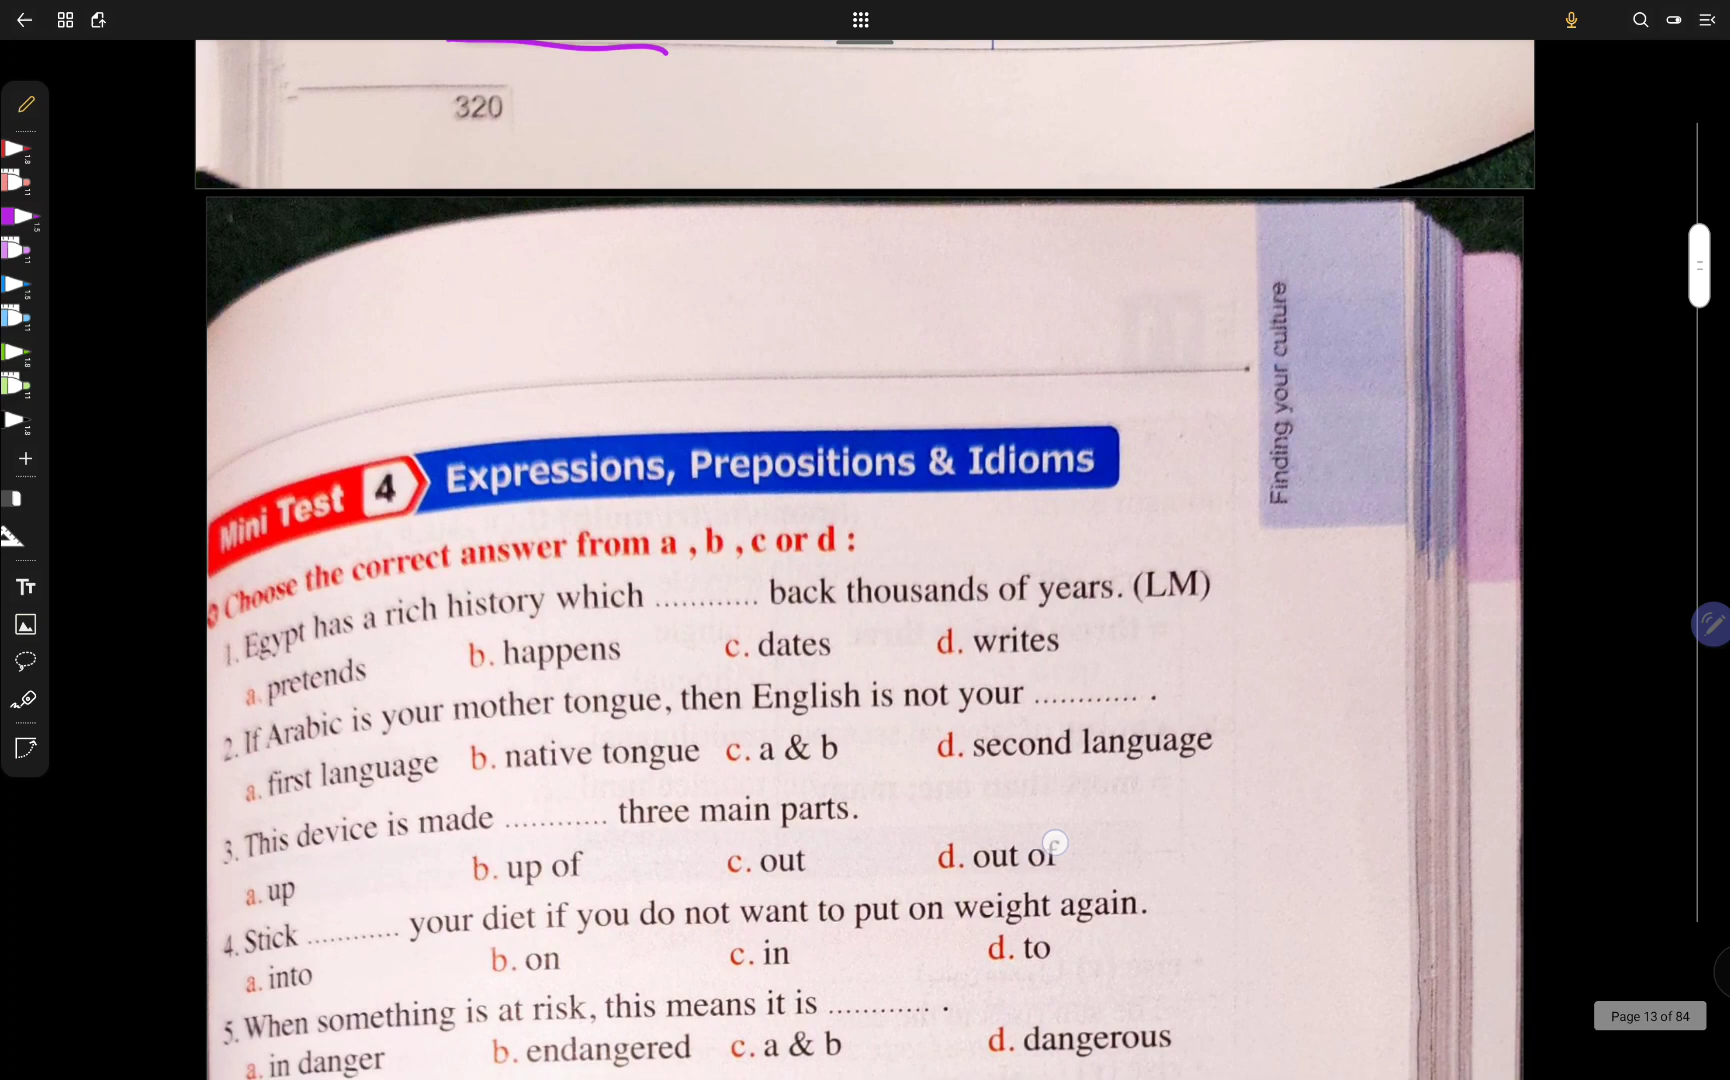 320
Finding your culture
Mini Test 4 Expressions, Prepositions & Idioms
Choose the correct answer from a , b , c or d :
1. Egypt has a rich history which ............ back thousands of years. (LM)
a. pretends b. happens c. dates d. writes
2. If Arabic is your mother tongue, then English is not your ............ .
a. first language b. native tongue c. a & b d. second language
3. This device is made ............ three main parts.
a. up b. up of c. out d. out of
4. Stick ............ your diet if you do not want to put on weight again.
a. into b. on c. in d. to
5. When something is at risk, this means it is ............ .
a. in danger b. endangered c. a & b d. dangerous
Page 13 of 84